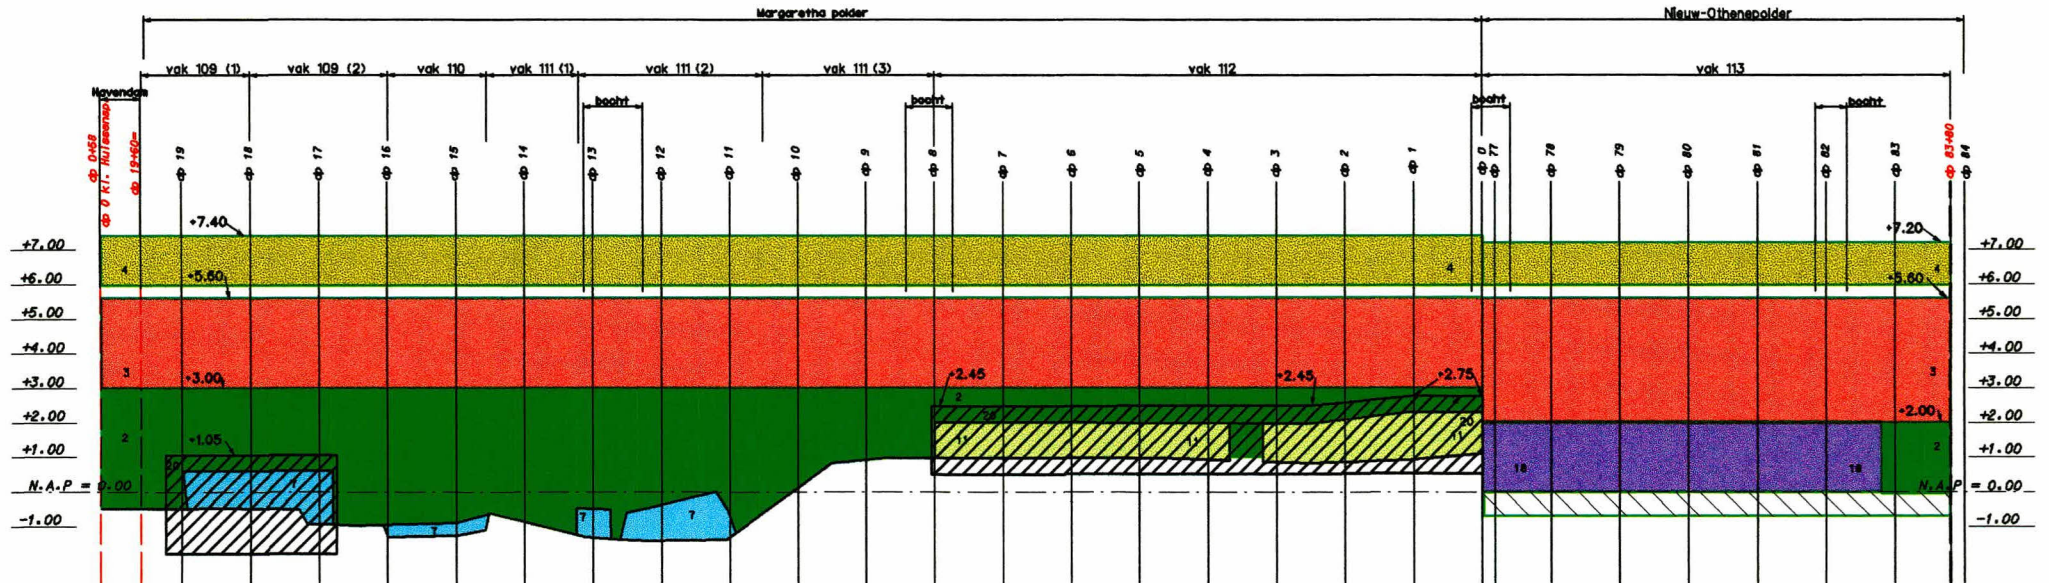 Margaretha polder
Nieuw-Othenepolder
vak 109 (1)
vak 109 (2)
vak 110
vak 111 (1)
vak 111 (2)
vak 111 (3)
vak 112
vak 113
Havendam
bocht
bocht
bocht
bocht
dp 0+58
dp 0 kl. Huissensp.
dp 19+60=
dp 19
dp 18
dp 17
dp 16
dp 15
dp 14
dp 13
dp 12
dp 11
dp 10
dp 9
dp 8
dp 7
dp 6
dp 5
dp 4
dp 3
dp 2
dp 1
dp 0
dp 77
dp 78
dp 79
dp 80
dp 81
dp 82
dp 83
dp 83+80
dp 84
+7.40
+7.20
+7.00
+7.00
4
4
4
+6.00
+6.00
+5.60
+5.60
+5.00
+5.00
+4.00
+4.00
3
3
+3.00
+3.00
+3.00
+2.45
+2.45
+2.75
2
20
+2.00
+2.00
+2.00
20
2
+1.05
11
11
11
2
+1.00
+1.00
20
7
18
19
N.A.P = 0.00
N.A.P = 0.00
7
7
7
-1.00
-1.00